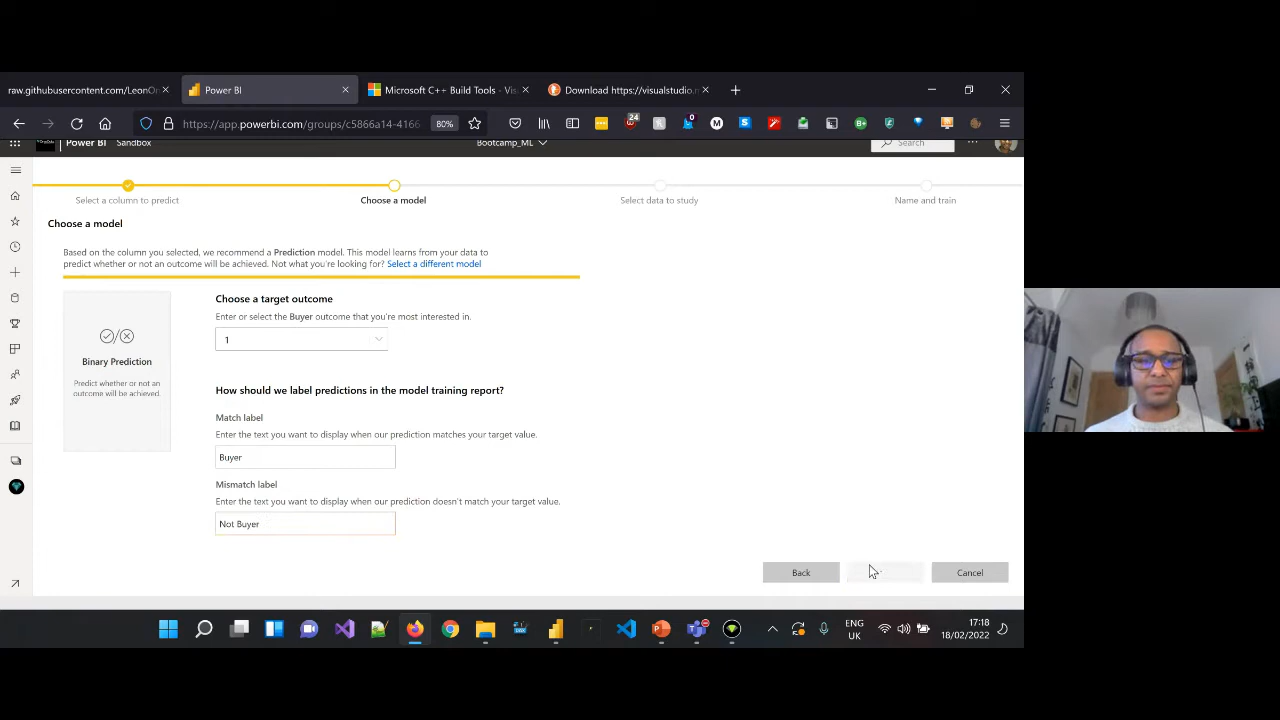 raw.githubusercontent.com/LeonOr
Power BI
Microsoft C++ Build Tools - Vis
Download https://visualstudio.m
https://app.powerbi.com/groups/c5866a14-4166
80%
24
Power BI
Sandbox
Bootcamp_ML
Search
Select a column to predict
Choose a model
Select data to study
Name and train
Choose a model
Based on the column you selected, we recommend a Prediction model. This model learns from your data to
predict whether or not an outcome will be achieved. Not what you're looking for? Select a different model
Binary Prediction
Predict whether or not an
outcome will be achieved.
Choose a target outcome
Enter or select the Buyer outcome that you're most interested in.
1
How should we label predictions in the model training report?
Match label
Enter the text you want to display when our prediction matches your target value.
Buyer
Mismatch label
Enter the text you want to display when our prediction doesn't match your target value.
Not Buyer
Back
Cancel
ENG
UK
17:18
18/02/2022